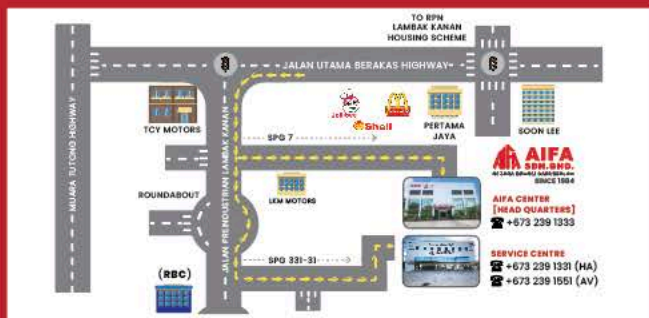 TO RPN
LAMBAK KANAN
HOUSING SCHEME
JALAN UTAMA BERAKAS HIGHWAY
MUARA TUTONG HIGHWAY
TCY MOTORS
JALAN PRENDUSTRIAN LAMBAK KANAN
Jollibee
Shell
PERTAMA
JAYA
SOON LEE
SPG 7
AIFA
SDN.BHD.
SINCE 1984
ROUNDABOUT
LKM MOTORS
AIFA CENTER
[HEAD QUARTERS]
+673 239 1333
SPG 331-31
SERVICE CENTRE
+673 239 1331 (HA)
+673 239 1551 (AV)
(RBC)